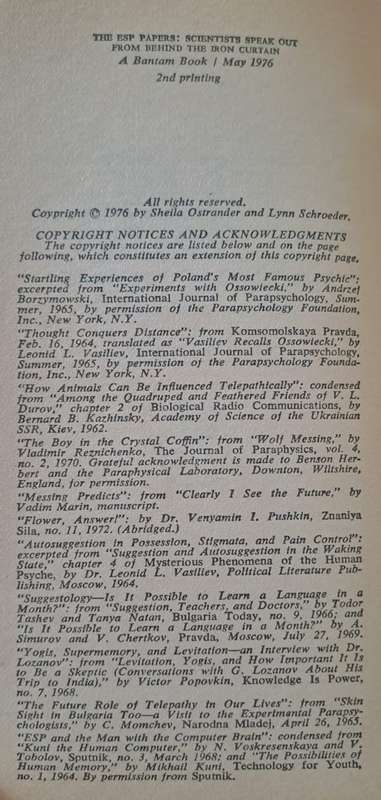 THE ESP PAPERS: SCIENTISTS SPEAK OUT
FROM BEHIND THE IRON CURTAIN
A Bantam Book / May 1976
2nd printing
All rights reserved.
Copyright © 1976 by Sheila Ostrander and Lynn Schroeder.
COPYRIGHT NOTICES AND ACKNOWLEDGMENTS
The copyright notices are listed below and on the page
following, which constitutes an extension of this copyright page.
"Startling Experiences of Poland's Most Famous Psychic":
excerpted from "Experiments with Ossowiecki," by Andrzej
Borzymowski, International Journal of Parapsychology, Sum-
mer, 1965, by permission of the Parapsychology Foundation,
Inc., New York, N.Y.
"Thought Conquers Distance": from Komsomolskaya Pravda,
Feb. 16, 1964, translated as "Vasiliev Recalls Ossowiecki," by
Leonid L. Vasiliev, International Journal of Parapsychology,
Summer, 1965, by permission of the Parapsychology Founda-
tion, Inc., New York, N.Y.
"How Animals Can Be Influenced Telepathically": condensed
from "Among the Quadruped and Feathered Friends of V. L.
Durov," chapter 2 of Biological Radio Communications, by
Bernard B. Kazhinsky, Academy of Science of the Ukrainian
SSR, Kiev, 1962.
"The Boy in the Crystal Coffin": from "Wolf Messing," by
Vladimir Reznichenko, The Journal of Paraphysics, vol. 4,
no. 2, 1970. Grateful acknowledgment is made to Benson Her-
bert and the Paraphysical Laboratory, Downton, Wiltshire,
England, for permission.
"Messing Predicts": from "Clearly I See the Future," by
Vadim Marin, manuscript.
"Flower, Answer!": by Dr. Venyamin I. Pushkin, Znaniya
Sila, no. 11, 1972. (Abridged.)
"Autosuggestion in Possession, Stigmata, and Pain Control":
excerpted from "Suggestion and Autosuggestion in the Waking
State," chapter 4 of Mysterious Phenomena of the Human
Psyche, by Dr. Leonid L. Vasiliev, Political Literature Pub-
lishing, Moscow, 1964.
"Suggestology—Is It Possible to Learn a Language in a
Month?": from "Suggestion, Teachers, and Doctors," by Todor
Tashev and Tanya Natan, Bulgaria Today, no. 9, 1966; and
"Is It Possible to Learn a Language in a Month?" by A.
Simurov and V. Chertkov, Pravda, Moscow, July 27, 1969.
"Yogis, Supermemory, and Levitation—an Interview with Dr.
Lozanov": from "Levitation, Yogis, and How Important It Is
to Be a Skeptic (Conversations with G. Lozanov About His
Trip to India)," by Victor Popovkin, Knowledge Is Power,
no. 7, 1968.
"The Future Role of Telepathy in Our Lives": from "Skin
Sight in Bulgaria Too—a Visit to the Experimental Parapsy-
chologists," by C. Momchev, Narodna Mladej, April 26, 1965.
"ESP and the Man with the Computer Brain": condensed from
"Kuni the Human Computer," by N. Voskresenskaya and V.
Tobolov, Sputnik, no. 3, March 1968; and "The Possibilities of
Human Memory," by Mikhail Kuni, Technology for Youth,
no. 1, 1964. By permission from Sputnik.